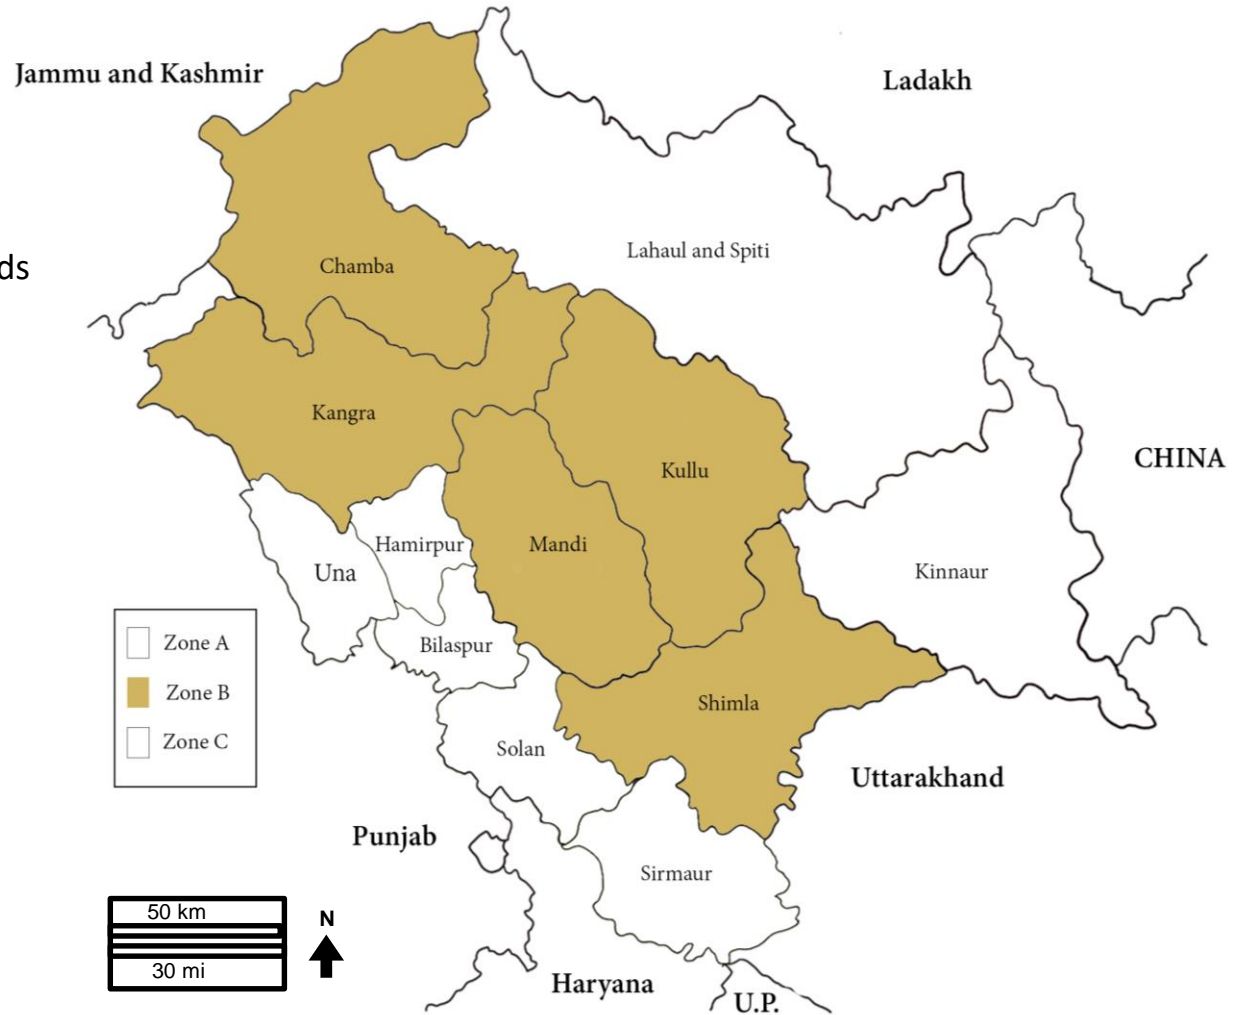 Jammu and Kashmir
Ladakh
ds
Lahaul and Spiti
Chamba
Kangra
Kullu
CHINA
Mandi
Hamirpur
Una
Kinnaur
Zone A
Bilaspur
Zone B
Shimla
Zone C
Solan
Uttarakhand
Punjab
Sirmaur
50 km
N
30 mi
Haryana
U.P.